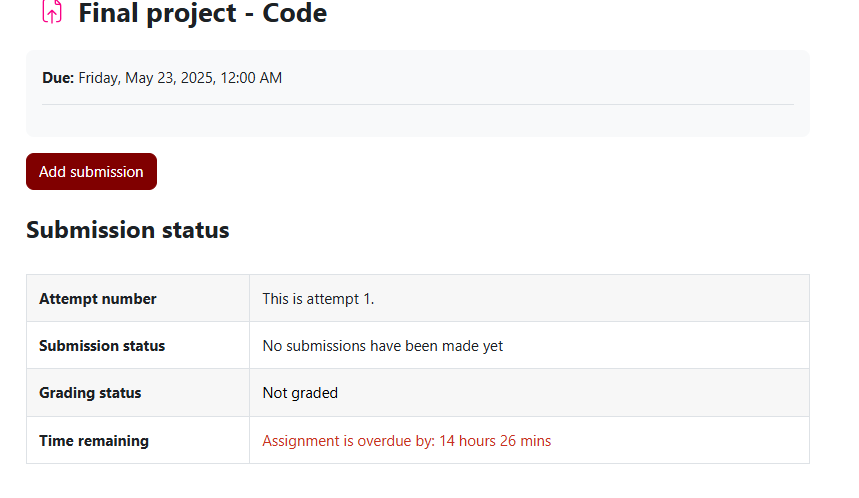 Final project - Code
Due: Friday, May 23, 2025, 12:00 AM
Add submission
Submission status
Attempt number This is attempt 1.
Submission status No submissions have been made yet
Grading status Not graded
Time remaining Assignment is overdue by: 14 hours 26 mins